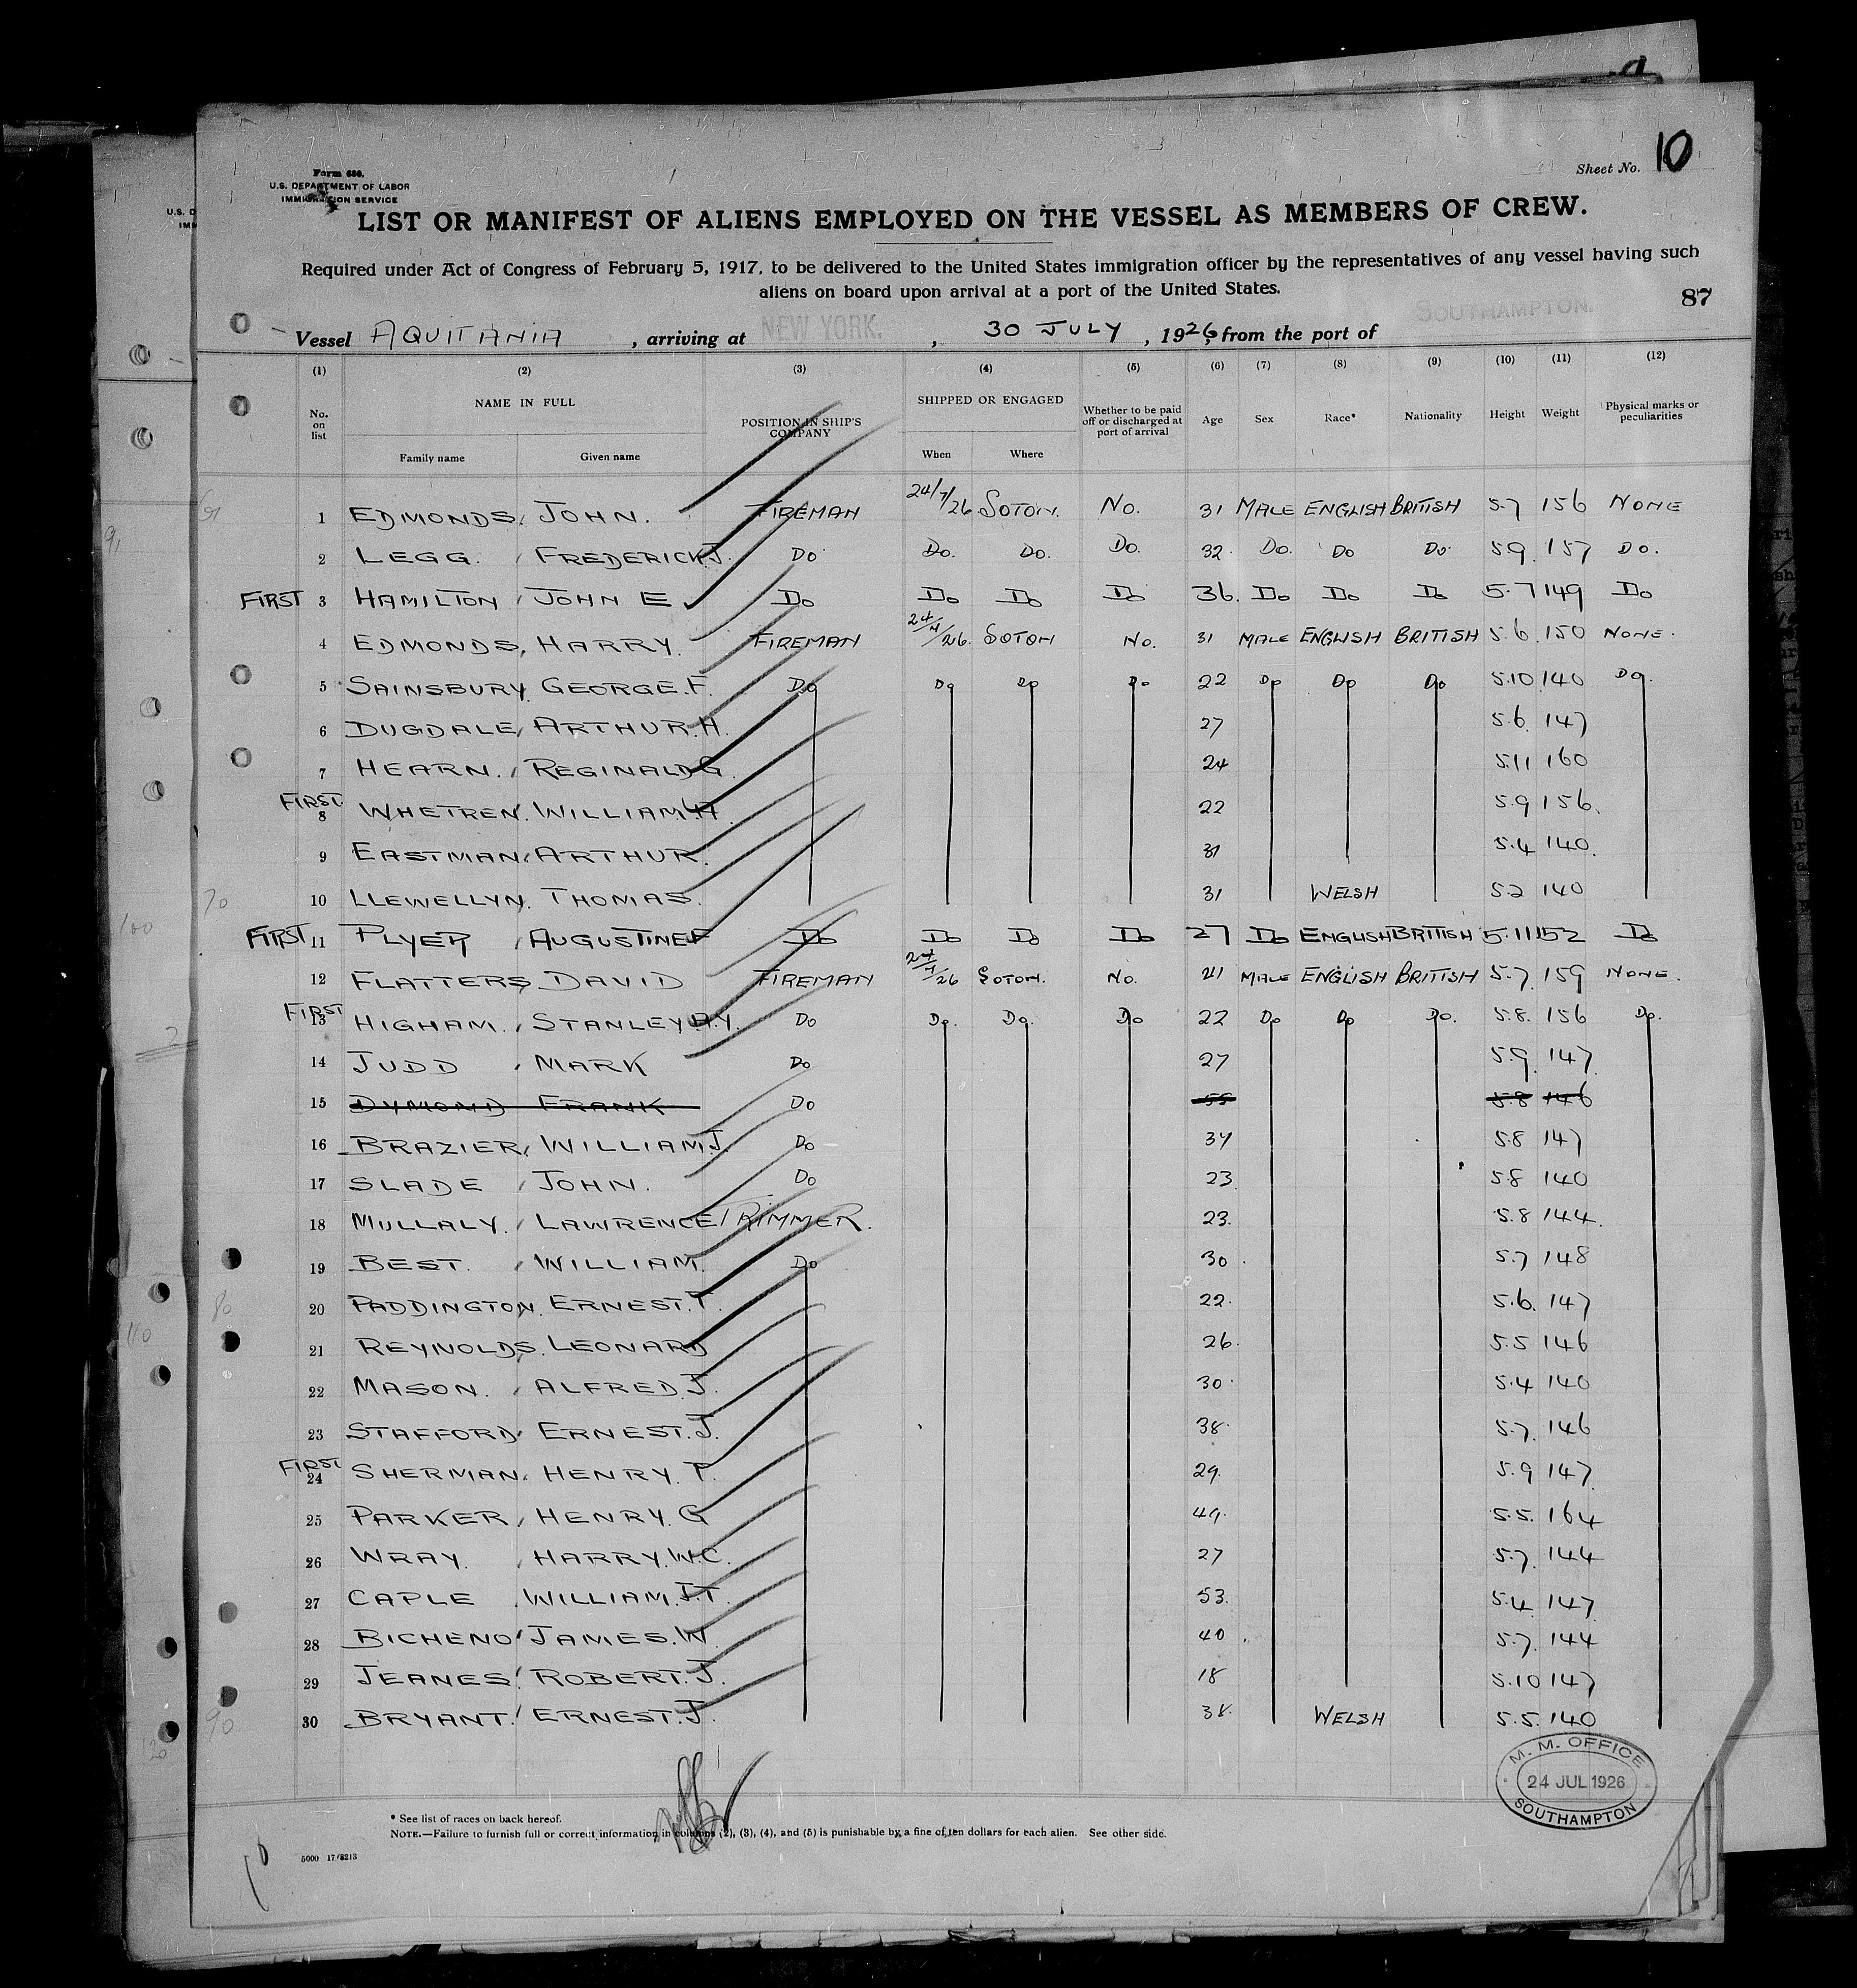 Sheet No. 10
Form 680.
U.S. DEPARTMENT OF LABOR
IMMIGRATION SERVICE
U.S. D
IMM
LIST OR MANIFEST OF ALIENS EMPLOYED ON THE VESSEL AS MEMBERS OF CREW.
Required under Act of Congress of February 5, 1917, to be delivered to the United States immigration officer by the representatives of any vessel having such
aliens on board upon arrival at a port of the United States.
87
Vessel AQUITANIA , arriving at NEW YORK. , 30 JULY , 1926, from the port of SOUTHAMPTON.
(1) (2) (3) (4) (5) (6) (7) (8) (9) (10) (11) (12)
No. on list NAME IN FULL POSITION IN SHIP'S COMPANY SHIPPED OR ENGAGED Whether to be paid off or discharged at port of arrival Age Sex Race* Nationality Height Weight Physical marks or peculiarities
Family name Given name When Where
1 EDMONDS, JOHN. FIREMAN 24/7/26 SOTON. No. 31 MALE ENGLISH BRITISH 5.7 156 NONE
2 LEGG. FREDERICK J. Do Do. Do. Do. 32 Do. Do Do 5.9. 157 Do.
FIRST 3 HAMILTON JOHN E Do Do Do Do 36. Do Do Do 5.7 149 Do
4 EDMONDS, HARRY. FIREMAN 24/7/26. SOTON No. 31 MALE ENGLISH BRITISH 5.6. 150 NONE.
5 SAINSBURY GEORGE.F. Do Do Do Do 22 Do Do Do 5.10 140 Do.
6 DUGDALE, ARTHUR.H. 27 5.6. 147
7 HEARN. REGINALD G. 24 5.11 160
FIRST 8 WHETREN. WILLIAM.H. 22 5.9 156.
9 EASTMAN, ARTHUR. 31 5.4 140.
10 LLEWELLYN. THOMAS. 31 WELSH 5.2 140
FIRST 11 PLYER AUGUSTINE F Do Do Do Do 27 Do ENGLISH BRITISH 5.11 152 Do
12 FLATTERS DAVID FIREMAN 24/7/26 SOTON. No. 21 MALE ENGLISH BRITISH 5.7. 159 NONE.
FIRST 13 HIGHAM. STANLEY A.Y. Do Do. Do. Do 22 Do Do Do. 5.8. 156 Do.
14 JUDD MARK Do 27 5.9. 147
15 DYMOND FRANK Do 55 5.8 146
16 BRAZIER, WILLIAM.J. Do 34 5.8 147
17 SLADE JOHN. Do 23. 5.8 140
18 MULLALY. LAWRENCE TRIMMER. 23. 5.8 144.
19 BEST. WILLIAM. Do 30. 5.7 148
20 PADDINGTON. ERNEST.T. 22. 5.6. 147
21 REYNOLDS. LEONARD 26. 5.5 146
22 MASON. ALFRED.J. 30. 5.4 140
23 STAFFORD ERNEST.J. 38. 5.7. 146
FIRST 24 SHERMAN. HENRY.T. 29. 5.9 147
25 PARKER, HENRY.G 49. 5.5. 164
26 WRAY. HARRY.W.C. 27 5.7. 144
27 CAPLE WILLIAM.J.T. 53. 5.4. 147
28 BICHENO JAMES.W. 40. 5.7. 144
29 JEANES. ROBERT.J. 18 5.10 147
30 BRYANT. ERNEST.J. 38. WELSH 5.5. 140
M. M. OFFICE
24 JUL 1926
SOUTHAMPTON
* See list of races on back hereof.
NOTE.—Failure to furnish full or correct information in columns (2), (3), (4), and (5) is punishable by a fine of ten dollars for each alien. See other side.
5000 17/8213